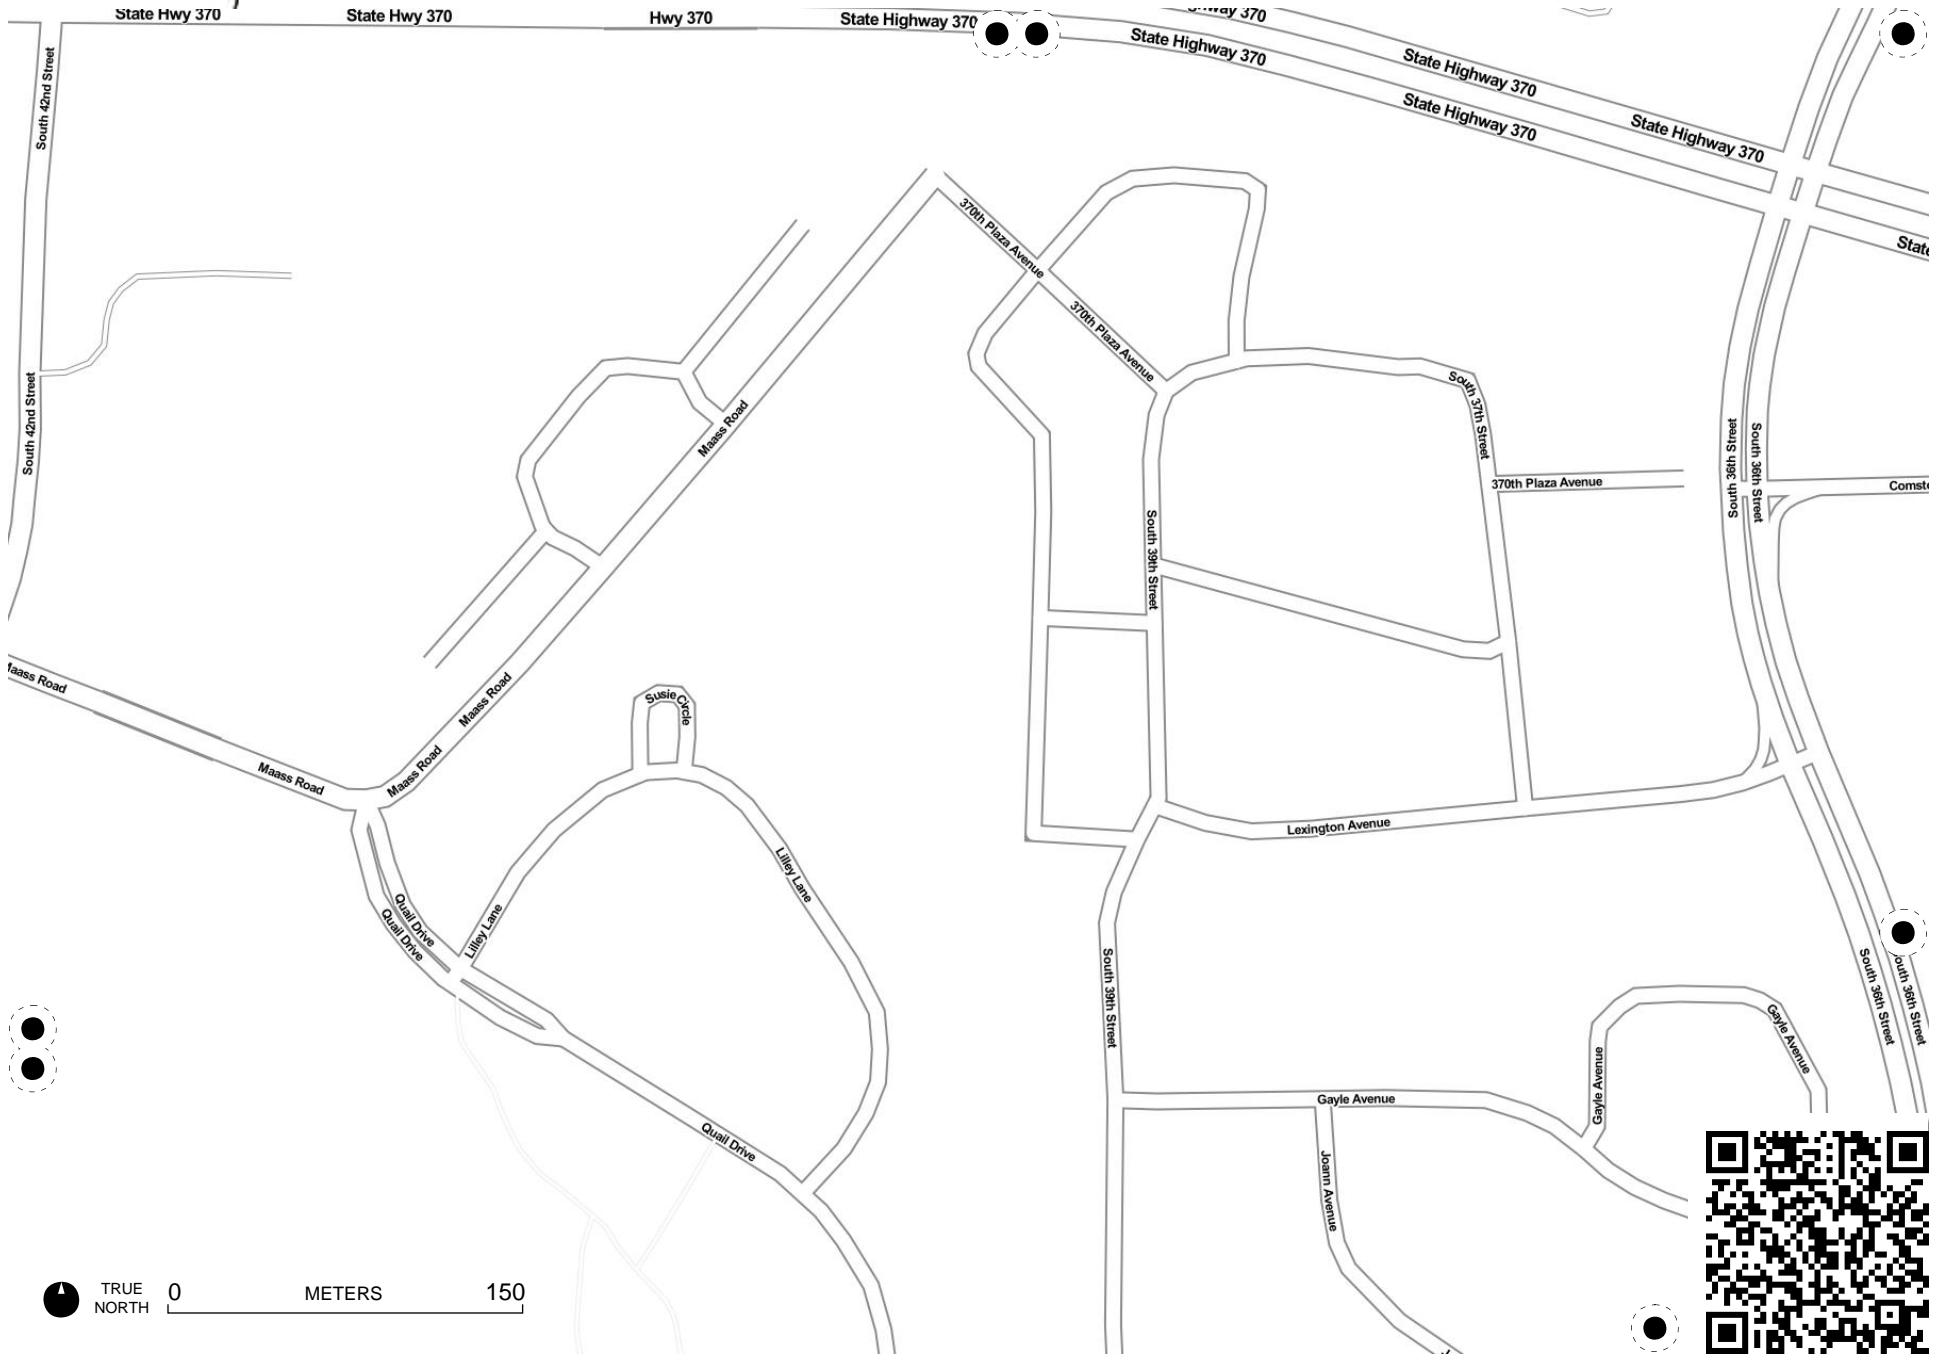 State Hwy 370
State Hwy 370
Hwy 370
State Highway 370
State Highway 370
State Highway 370
State Highway 370
State Highway 370
South 42nd Street
370th Plaza Avenue
370th Plaza Avenue
South 37th Street
South 42nd Street
Maass Road
370th Plaza Avenue
South 36th Street
South 36th Street
South 39th Street
Maass Road
Maass Road
Susie Circle
Maass Road
Maass Road
Lexington Avenue
Lilley Lane
Quail Drive
Quail Drive
Lilley Lane
South 39th Street
South 36th Street
South 36th Street
Gayle Avenue
Gayle Avenue
Gayle Avenue
Quail Drive
Joann Avenue
TRUE
NORTH
0 METERS 150